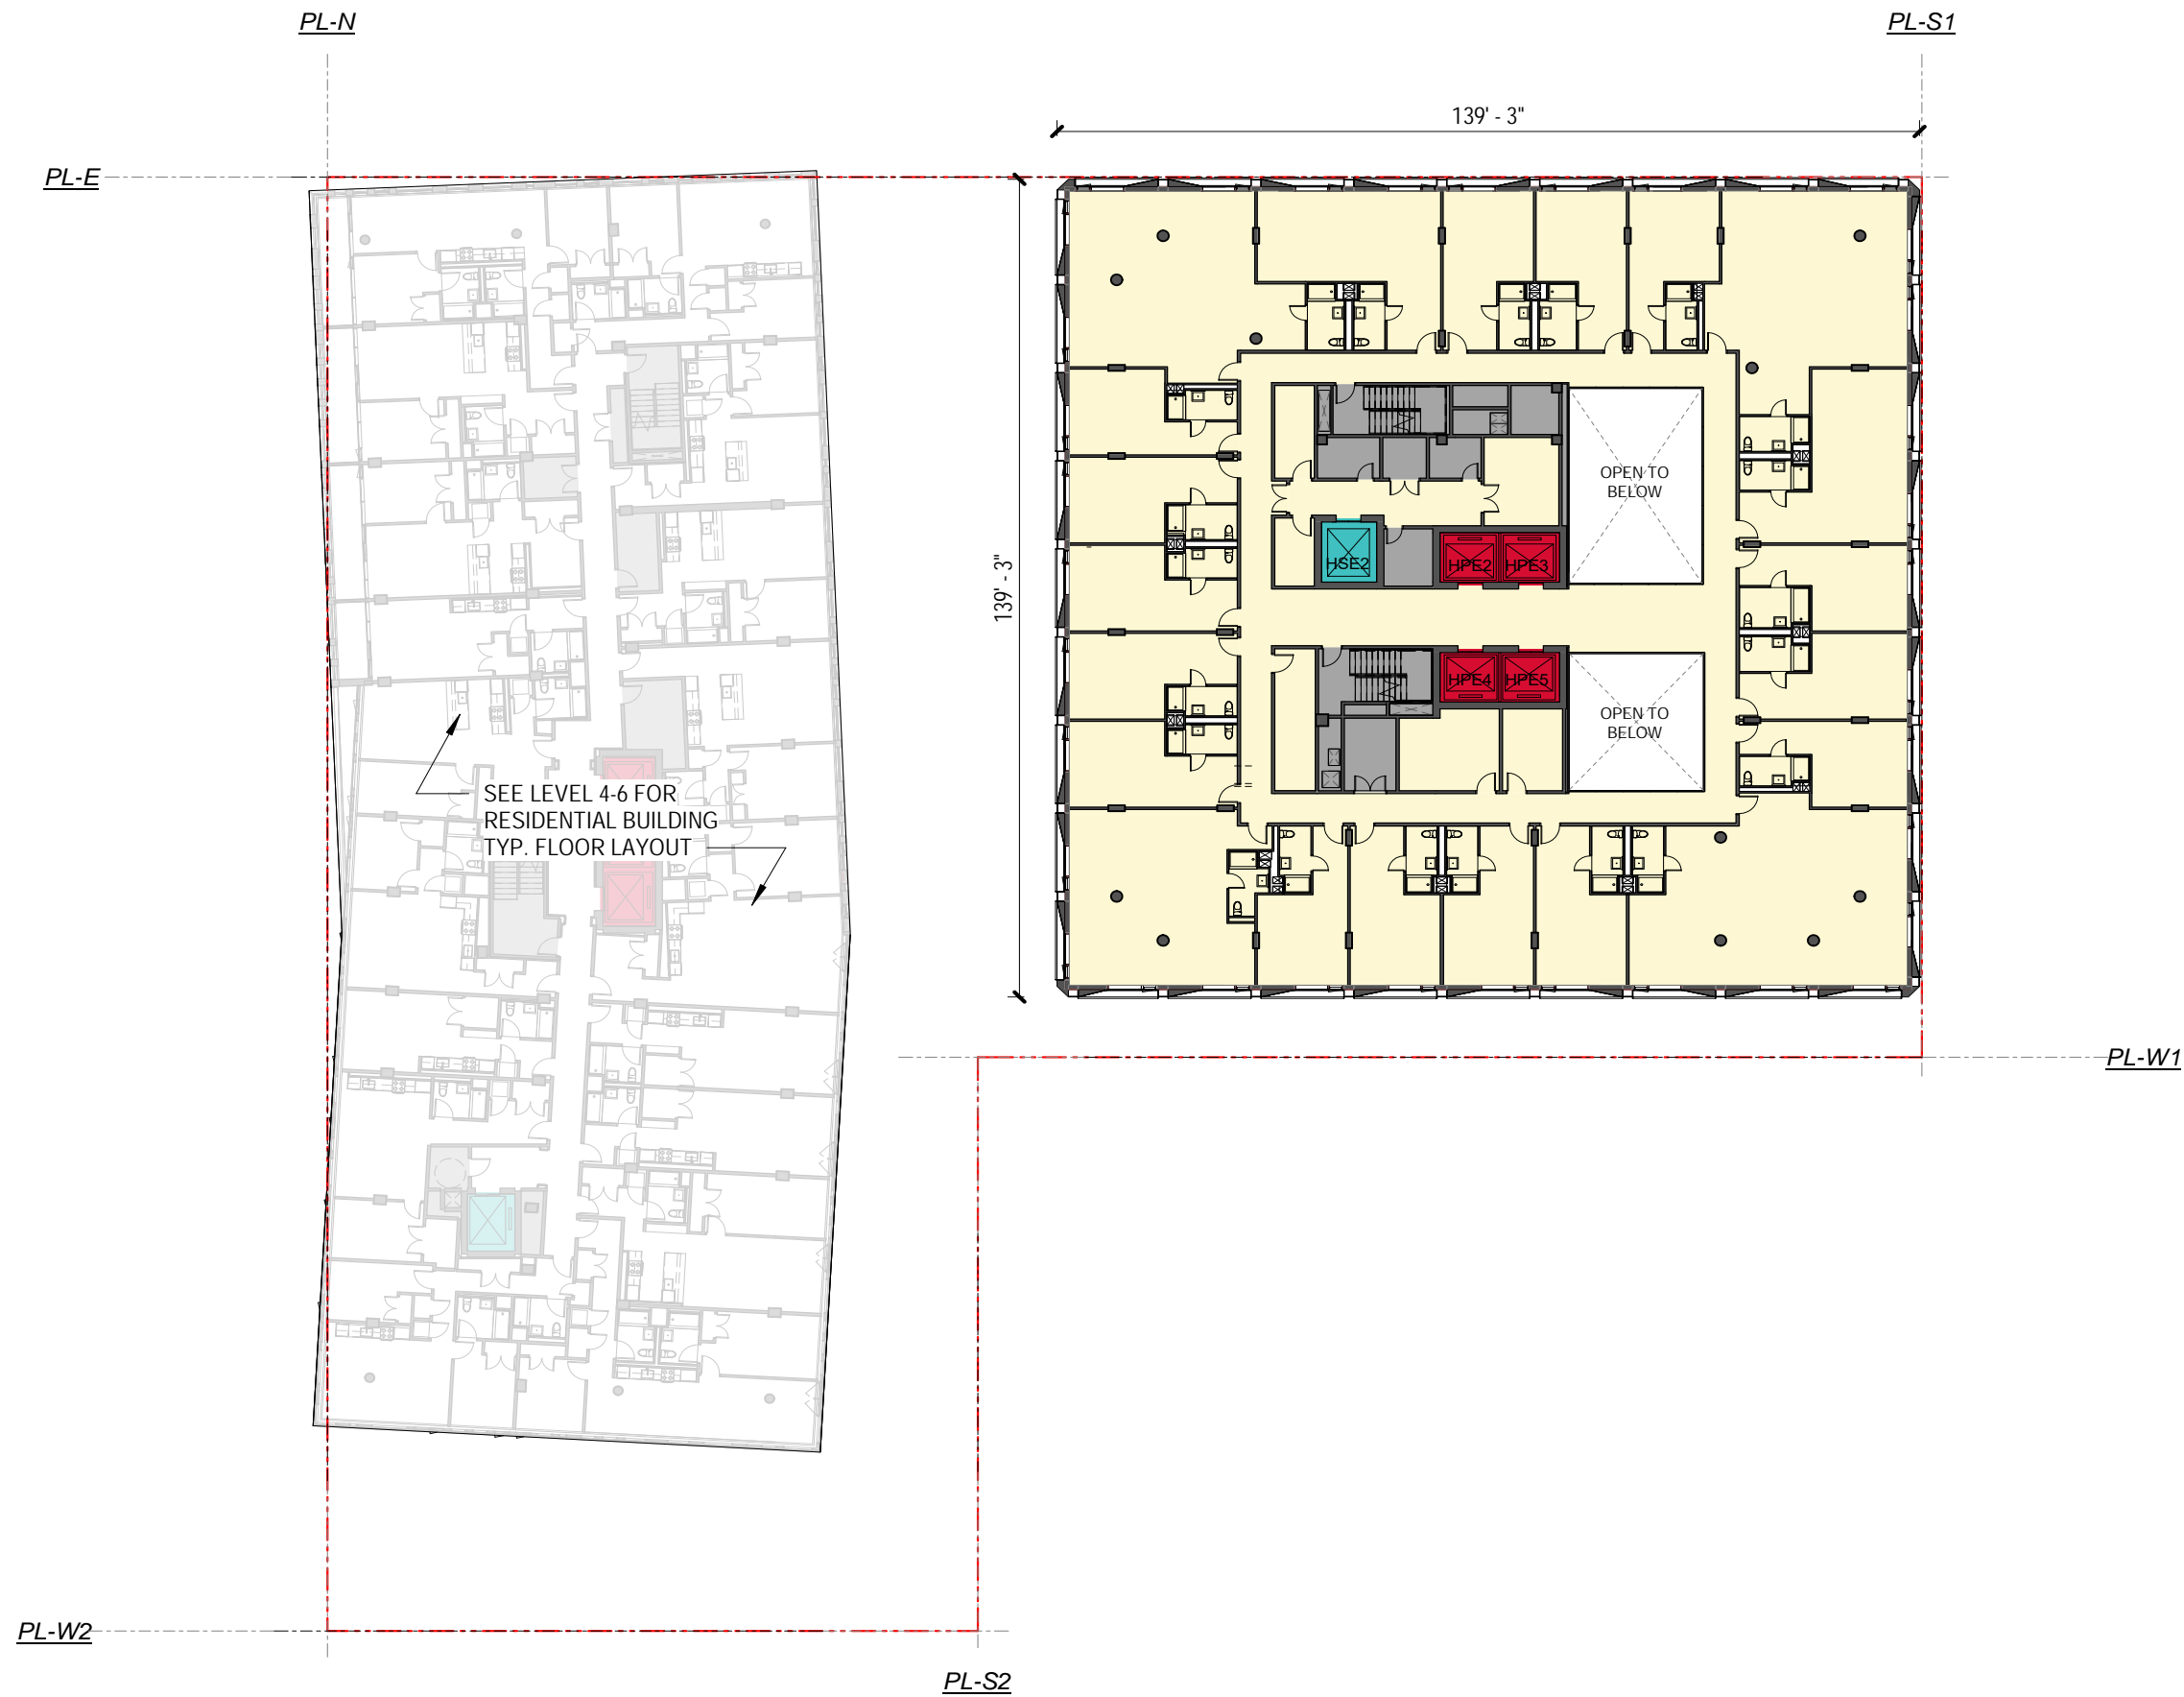 PL-N
PL-S1
139' - 3"
PL-E
139' - 3"
OPEN TO
BELOW
HSE2
HPE2
HPE3
HPE4
HPE5
OPEN TO
BELOW
SEE LEVEL 4-6 FOR
RESIDENTIAL BUILDING
TYP. FLOOR LAYOUT
PL-W1
PL-W2
PL-S2